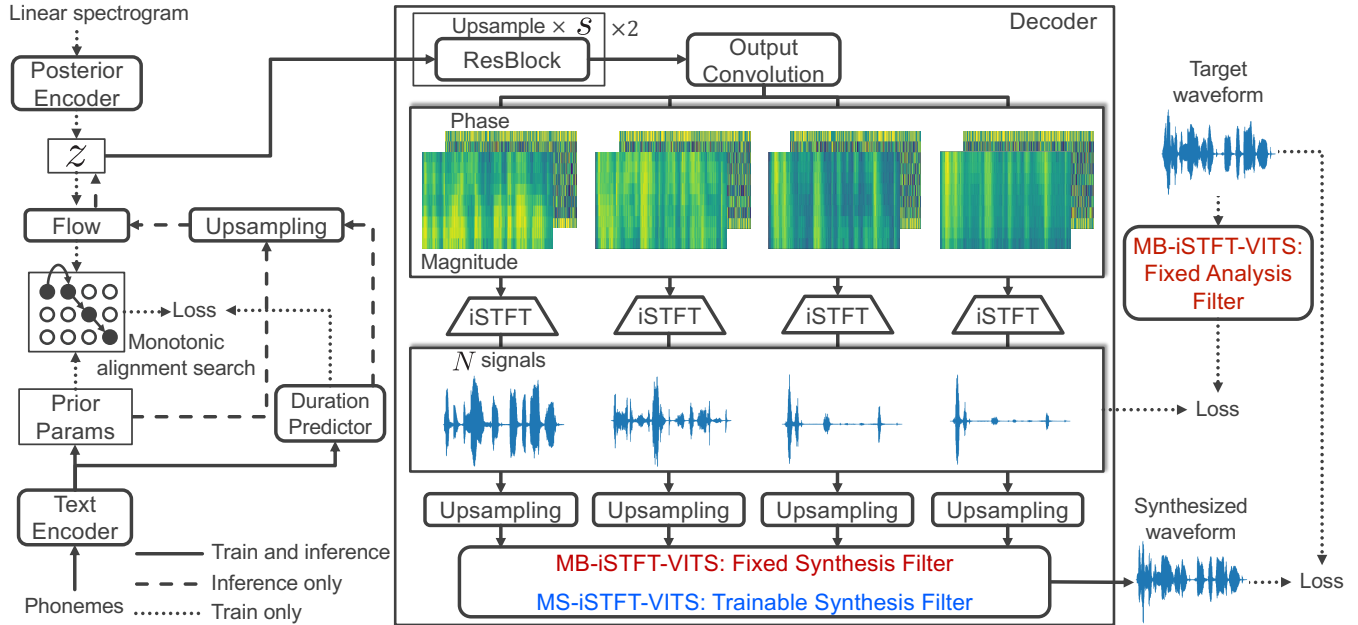 Linear spectrogram
Posterior
Encoder
z
Flow
Upsampling
Loss
Monotonic
alignment search
Prior
Params
Duration
Predictor
Text
Encoder
Phonemes
Train and inference
Inference only
Train only
Decoder
Upsample × s ×2
ResBlock
Output
Convolution
Phase
Magnitude
iSTFT
iSTFT
iSTFT
iSTFT
N signals
Upsampling
Upsampling
Upsampling
Upsampling
MB-iSTFT-VITS: Fixed Synthesis Filter
MS-iSTFT-VITS: Trainable Synthesis Filter
Target
waveform
MB-iSTFT-VITS:
Fixed Analysis
Filter
Loss
Synthesized
waveform
Loss